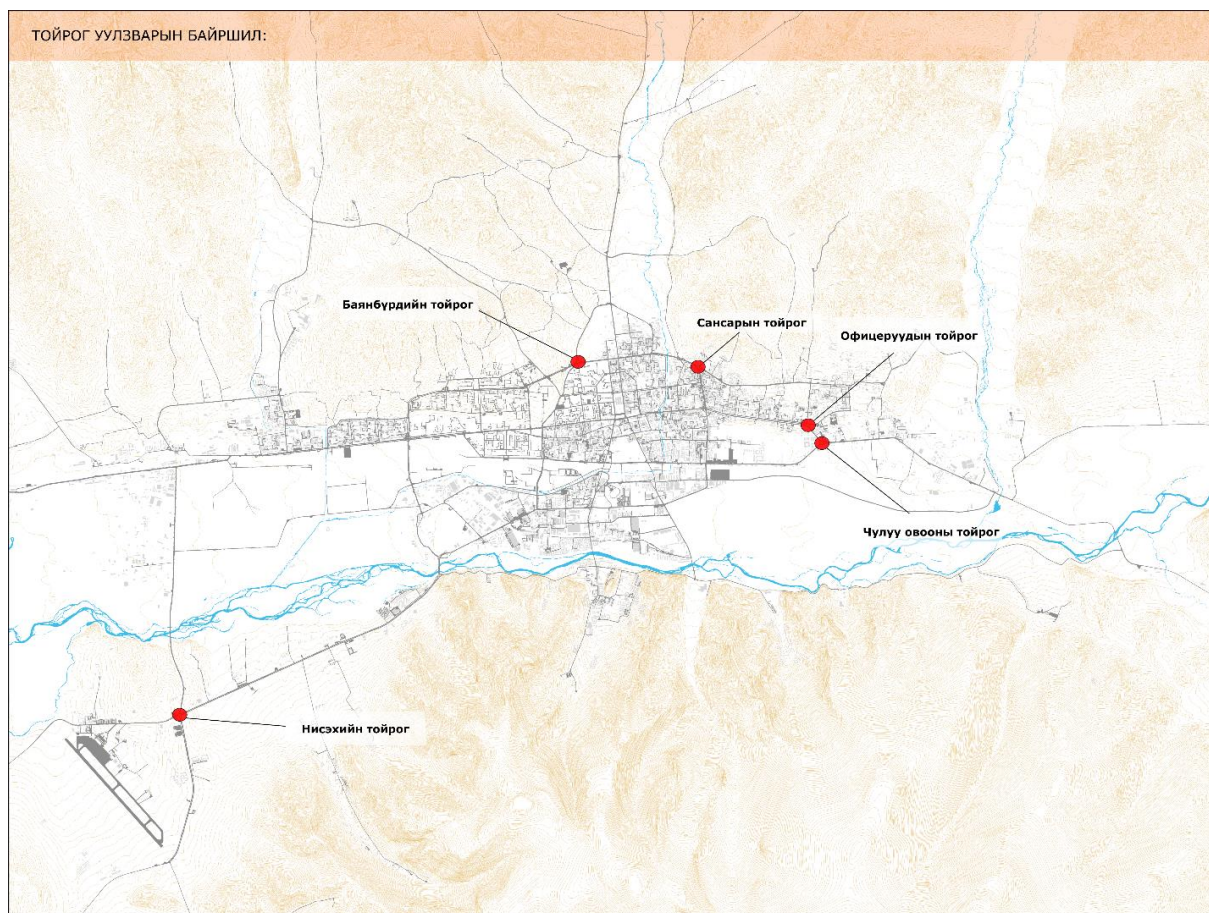 ТОЙРОГ УУЛЗВАРЫН БАЙРШИЛ:
Баянбүрдийн тойрог
Сансарын тойрог
Офицеруудын тойрог
Чулуу овооны тойрог
Нисэхийн тойрог